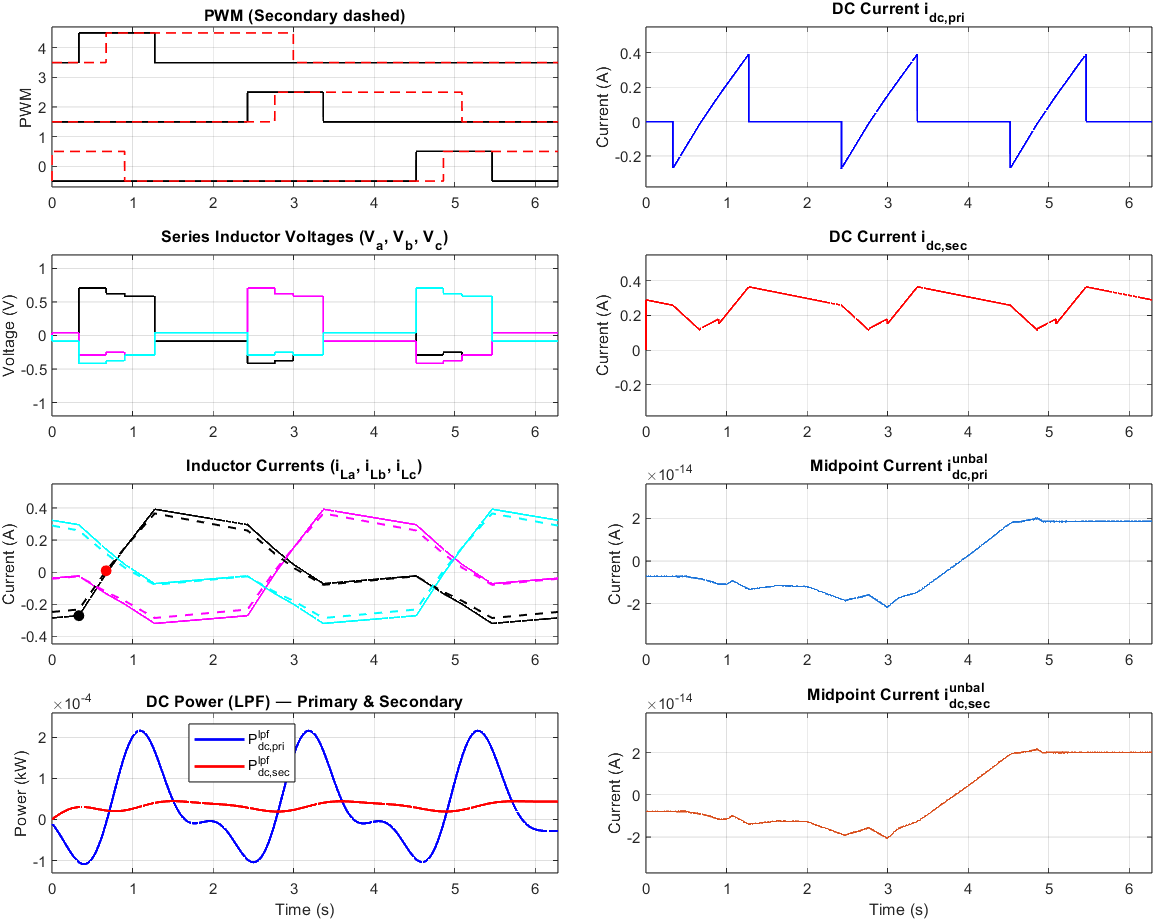 PWM (Secondary dashed)
PWM
4
3
2
1
0
0 1 2 3 4 5 6
DC Current i_dc,pri
Current (A)
0.4
0.2
0
-0.2
0 1 2 3 4 5 6
Series Inductor Voltages (V_a, V_b, V_c)
Voltage (V)
1
0.5
0
-0.5
-1
0 1 2 3 4 5 6
DC Current i_dc,sec
Current (A)
0.4
0.2
0
-0.2
0 1 2 3 4 5 6
Inductor Currents (i_La, i_Lb, i_Lc)
Current (A)
0.4
0.2
0
-0.2
-0.4
0 1 2 3 4 5 6
Midpoint Current i^unbal_dc,pri
×10^-14
Current (A)
2
0
-2
0 1 2 3 4 5 6
DC Power (LPF) — Primary & Secondary
×10^-4
Power (kW)
2
1
0
-1
P^lpf_dc,pri
P^lpf_dc,sec
0 1 2 3 4 5 6
Time (s)
Midpoint Current i^unbal_dc,sec
×10^-14
Current (A)
2
0
-2
0 1 2 3 4 5 6
Time (s)